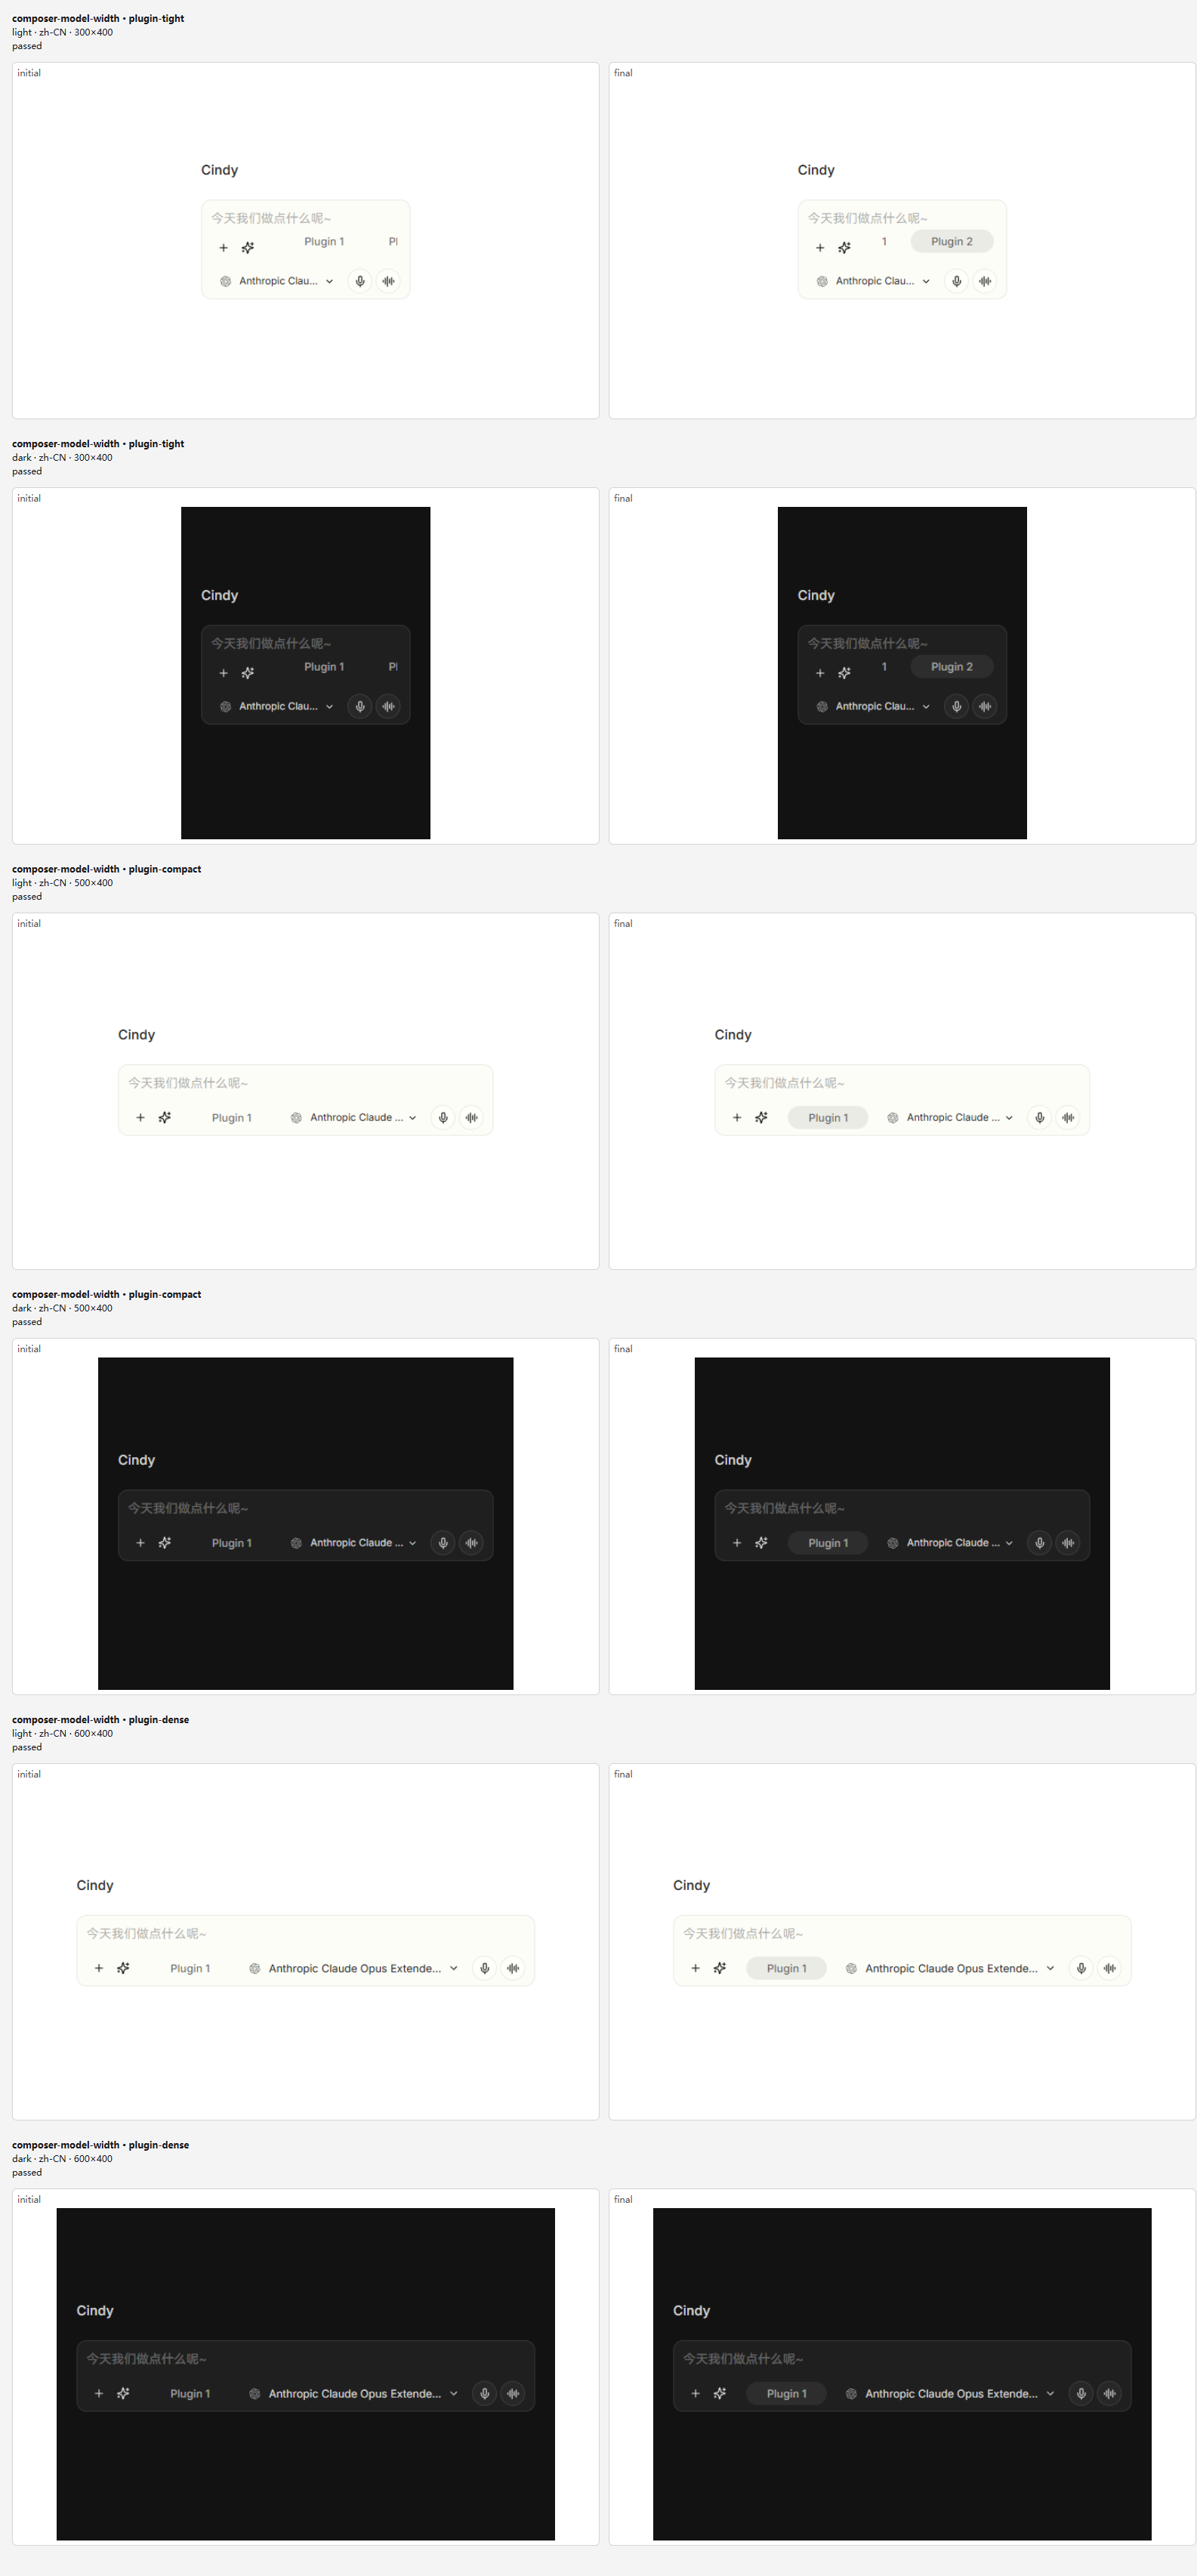 composer-model-width • plugin-tight
light · zh-CN · 300×400
passed
initial
Cindy
今天我们做点什么呢~
Plugin 1
Pl
Anthropic Clau...
final
Cindy
今天我们做点什么呢~
1
Plugin 2
Anthropic Clau...
composer-model-width • plugin-tight
dark · zh-CN · 300×400
passed
initial
Cindy
今天我们做点什么呢~
Plugin 1
Pl
Anthropic Clau...
final
Cindy
今天我们做点什么呢~
1
Plugin 2
Anthropic Clau...
composer-model-width • plugin-compact
light · zh-CN · 500×400
passed
initial
Cindy
今天我们做点什么呢~
Plugin 1
Anthropic Claude ...
final
Cindy
今天我们做点什么呢~
Plugin 1
Anthropic Claude ...
composer-model-width • plugin-compact
dark · zh-CN · 500×400
passed
initial
Cindy
今天我们做点什么呢~
Plugin 1
Anthropic Claude ...
final
Cindy
今天我们做点什么呢~
Plugin 1
Anthropic Claude ...
composer-model-width • plugin-dense
light · zh-CN · 600×400
passed
initial
Cindy
今天我们做点什么呢~
Plugin 1
Anthropic Claude Opus Extende...
final
Cindy
今天我们做点什么呢~
Plugin 1
Anthropic Claude Opus Extende...
composer-model-width • plugin-dense
dark · zh-CN · 600×400
passed
initial
Cindy
今天我们做点什么呢~
Plugin 1
Anthropic Claude Opus Extende...
final
Cindy
今天我们做点什么呢~
Plugin 1
Anthropic Claude Opus Extende...